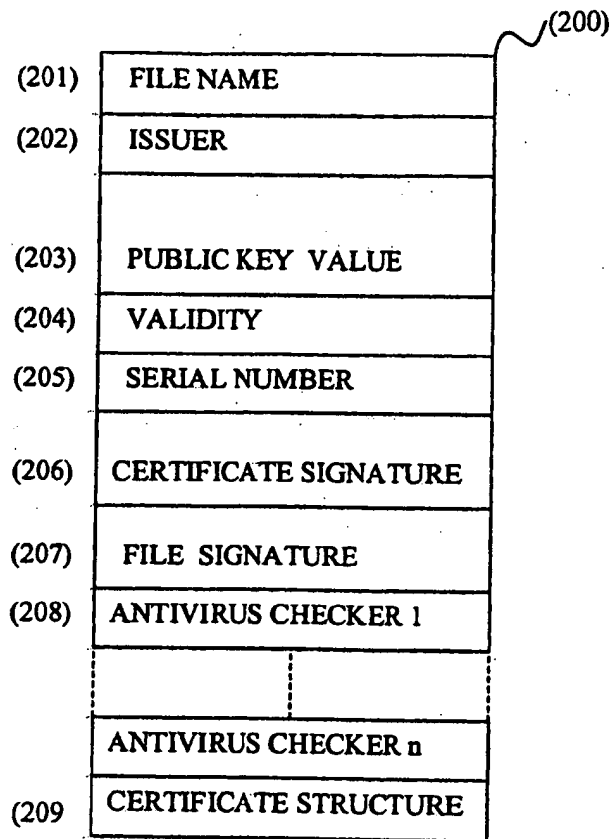 (200)
(201) FILE NAME
(202) ISSUER
(203) PUBLIC KEY VALUE
(204) VALIDITY
(205) SERIAL NUMBER
(206) CERTIFICATE SIGNATURE
(207) FILE SIGNATURE
(208) ANTIVIRUS CHECKER 1
ANTIVIRUS CHECKER n
(209 CERTIFICATE STRUCTURE